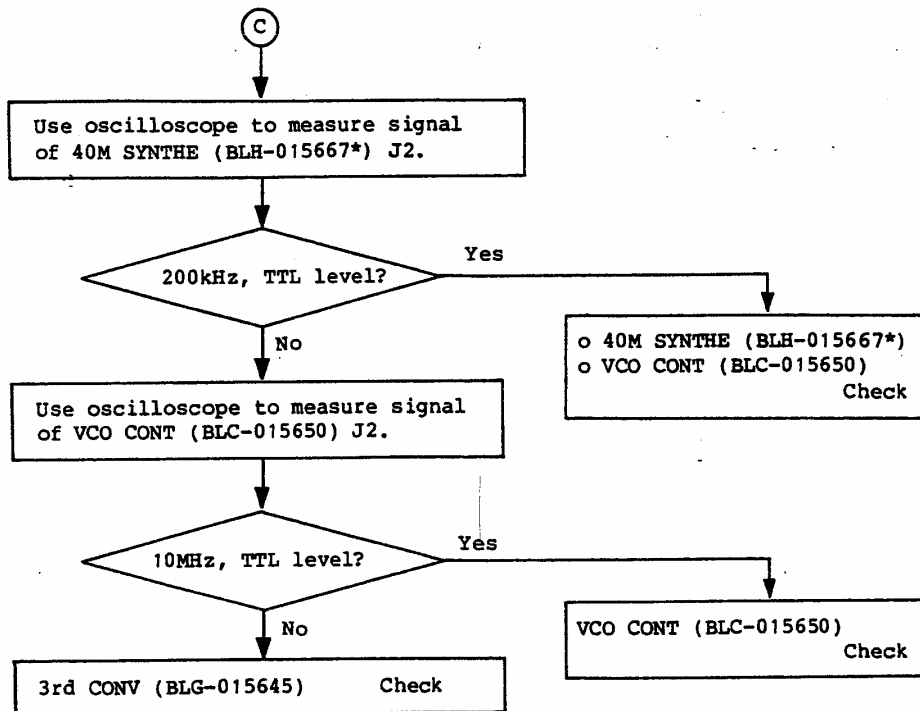 C
Use oscilloscope to measure signal
of 40M SYNTHE (BLH-015667*) J2.
200kHz, TTL level?
Yes
o 40M SYNTHE (BLH-015667*)
o VCO CONT (BLC-015650)
Check
No
Use oscilloscope to measure signal
of VCO CONT (BLC-015650) J2.
10MHz, TTL level?
Yes
VCO CONT (BLC-015650)
Check
No
3rd CONV (BLG-015645) Check